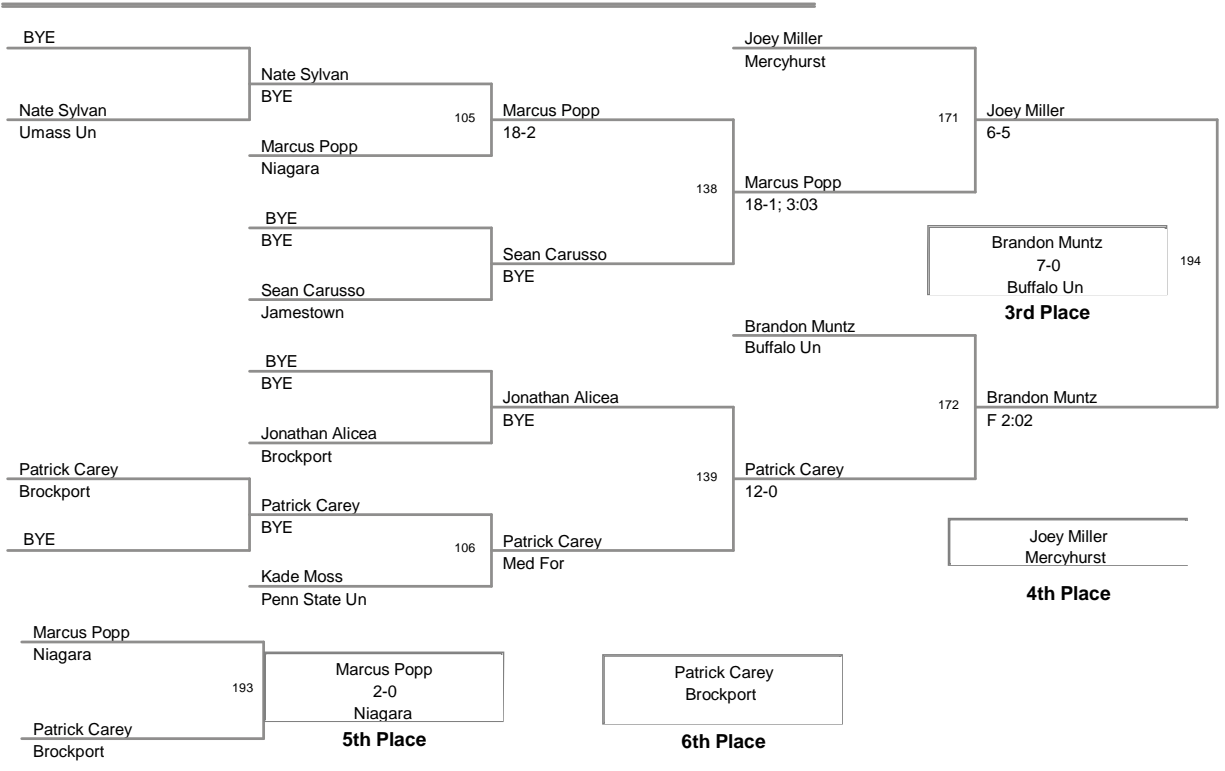 BYE
Nate Sylvan
Umass Un
Nate Sylvan
BYE
105
Marcus Popp
Niagara
Marcus Popp
18-2
BYE
BYE
Sean Carusso
Jamestown
Sean Carusso
BYE
138
Marcus Popp
18-1; 3:03
Joey Miller
Mercyhurst
171
Joey Miller
6-5
Brandon Muntz
7-0
Buffalo Un
3rd Place
194
BYE
BYE
Jonathan Alicea
Brockport
Jonathan Alicea
BYE
Patrick Carey
Brockport
BYE
Patrick Carey
BYE
106
Kade Moss
Penn State Un
Patrick Carey
Med For
139
Patrick Carey
12-0
Brandon Muntz
Buffalo Un
172
Brandon Muntz
F 2:02
Joey Miller
Mercyhurst
4th Place
Marcus Popp
Niagara
193
Patrick Carey
Brockport
Marcus Popp
2-0
Niagara
5th Place
Patrick Carey
Brockport
6th Place